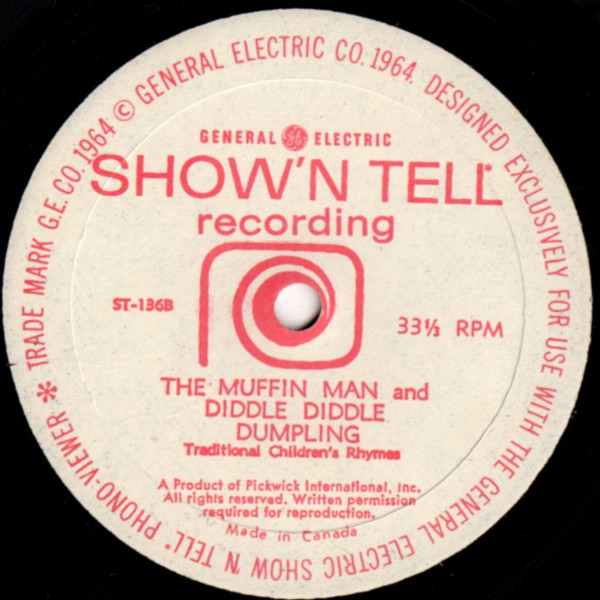 © GENERAL ELECTRIC CO. 1964. DESIGNED EXCLUSIVELY FOR USE WITH THE GENERAL ELECTRIC SHOW 'N TELL® PHONO-VIEWER * TRADE MARK G.E. CO. 1964
GENERAL GE ELECTRIC
SHOW'N TELL®
recording
ST-136B
33⅓ RPM
THE MUFFIN MAN and
DIDDLE DIDDLE
DUMPLING
Traditional Children's Rhymes
A Product of Pickwick International, Inc.
All rights reserved. Written permission
required for reproduction.
Made in Canada